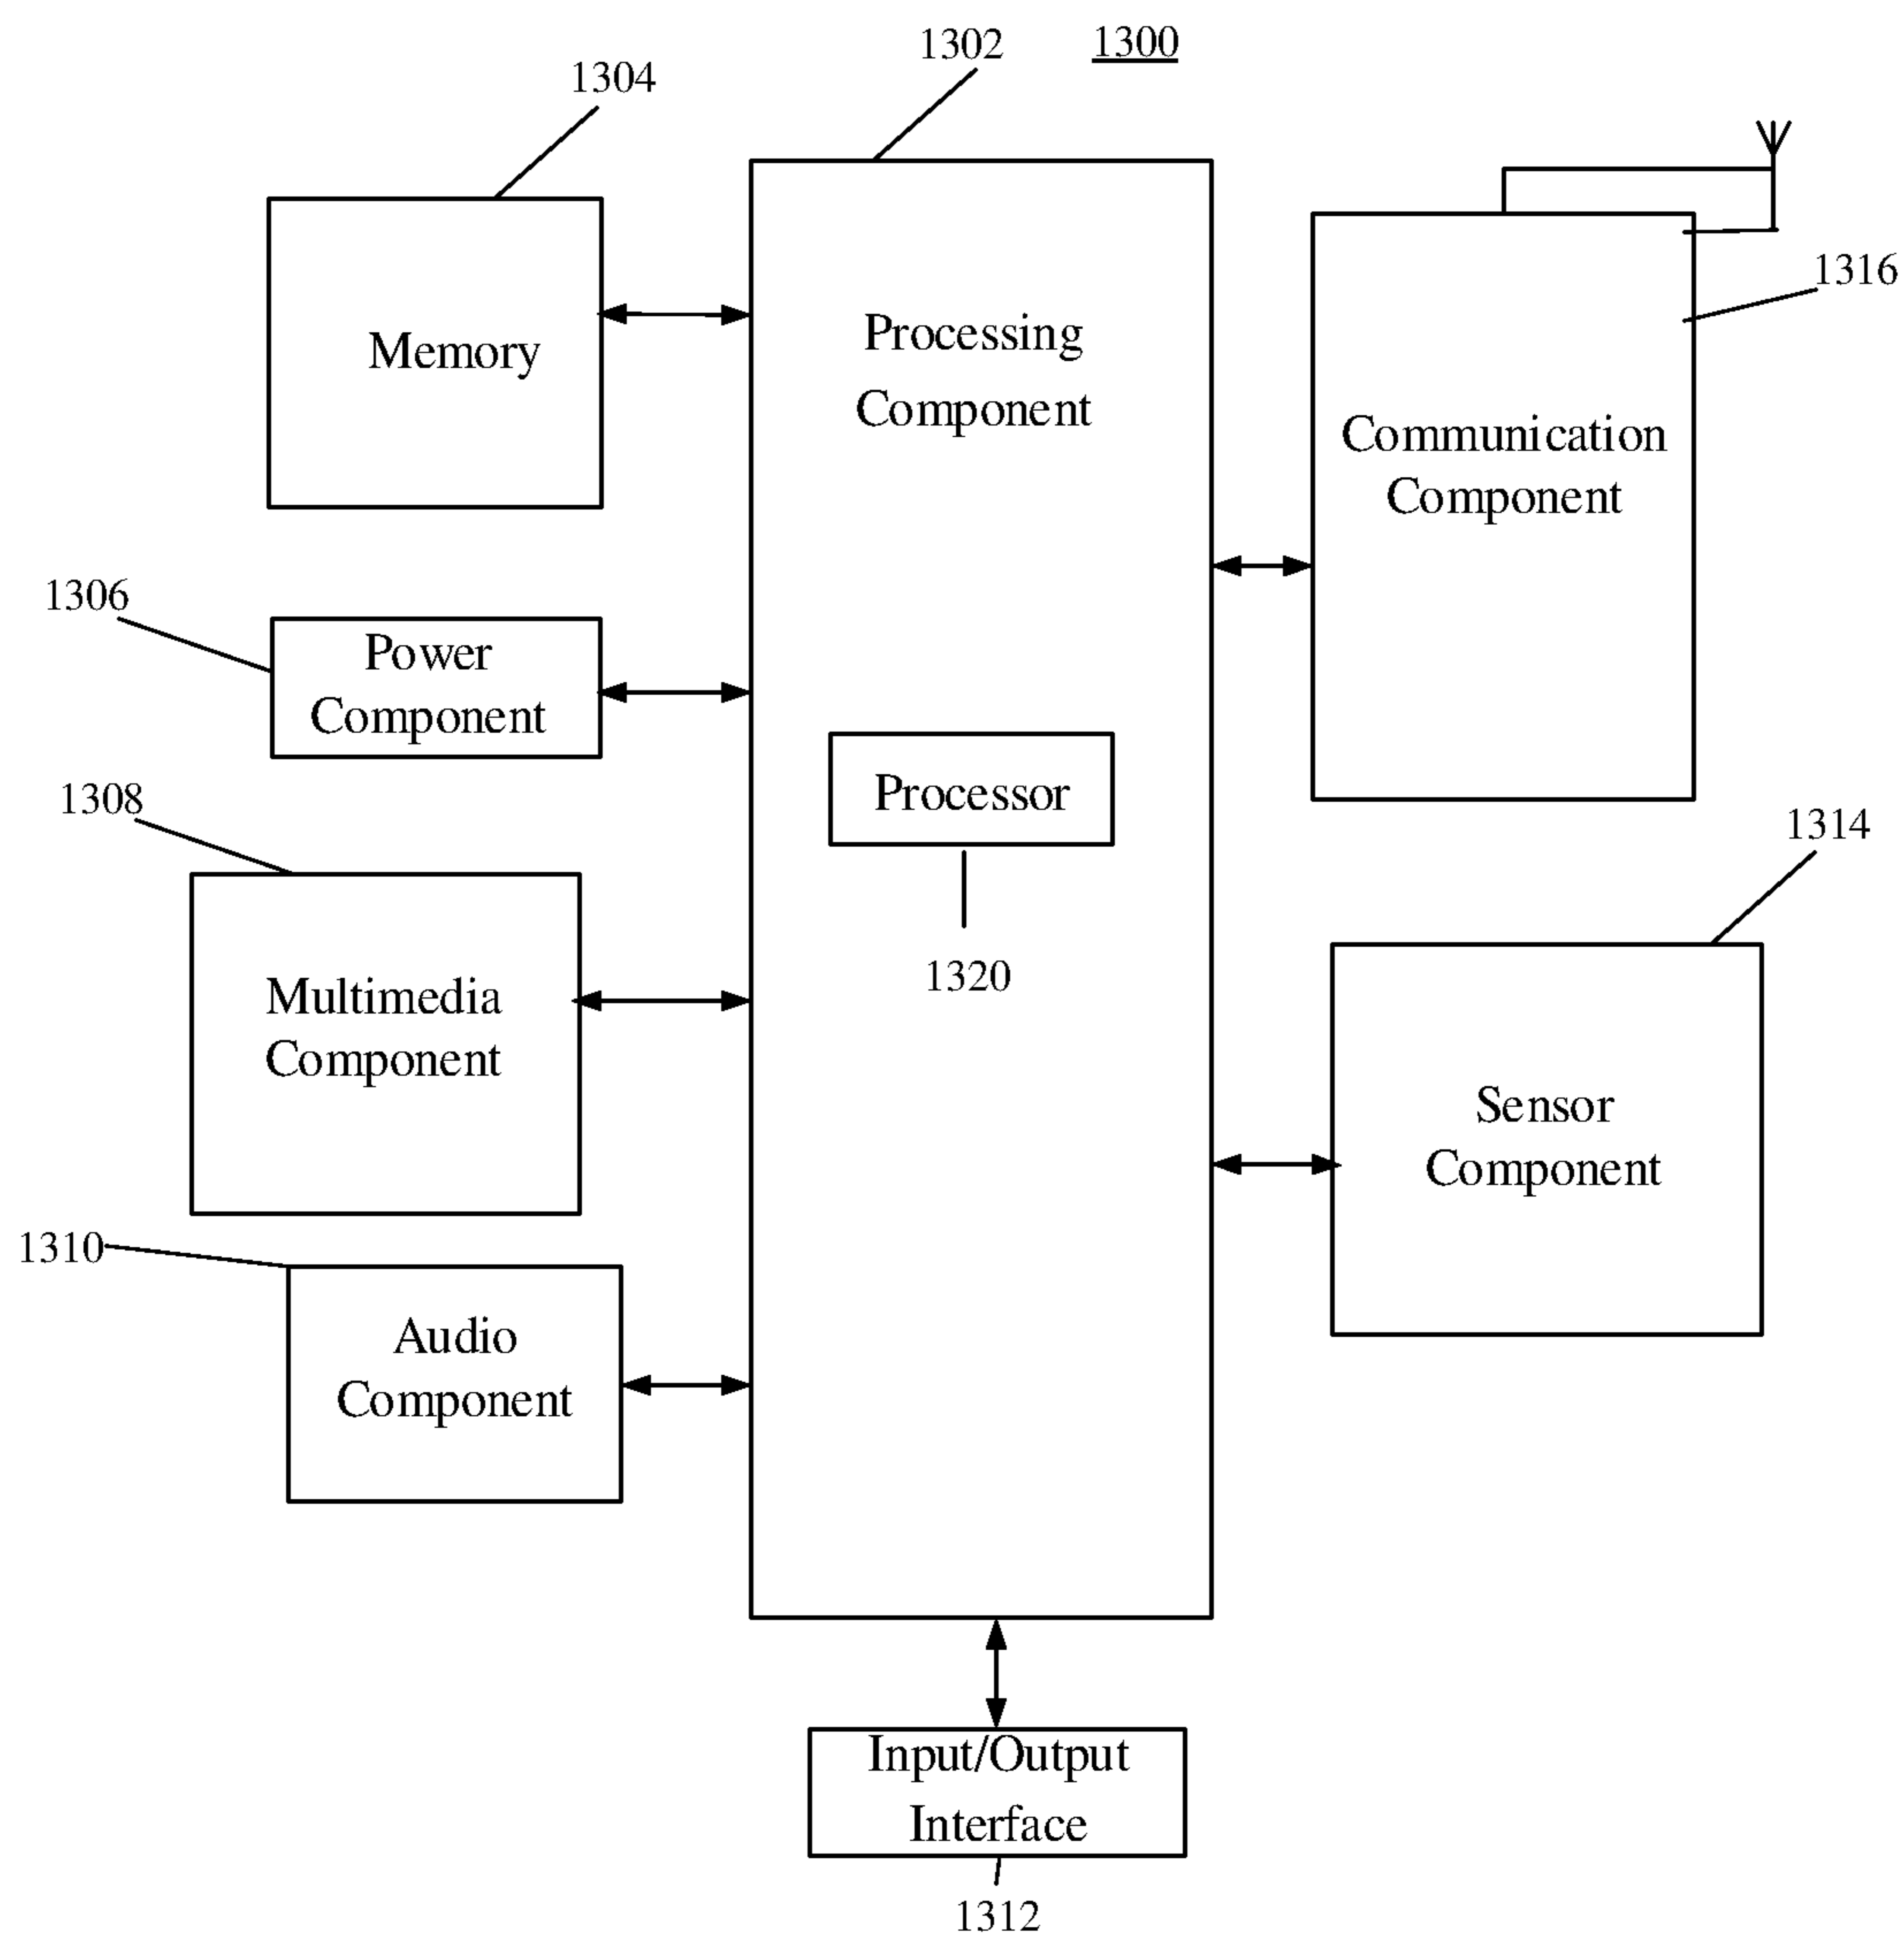 1302
1300
1304
Memory
Processing
Component
1316
Communication
Component
1306
Power
Component
1308
Processor
1320
1314
Multimedia
Component
Sensor
Component
1310
Audio
Component
Input/Output
Interface
1312